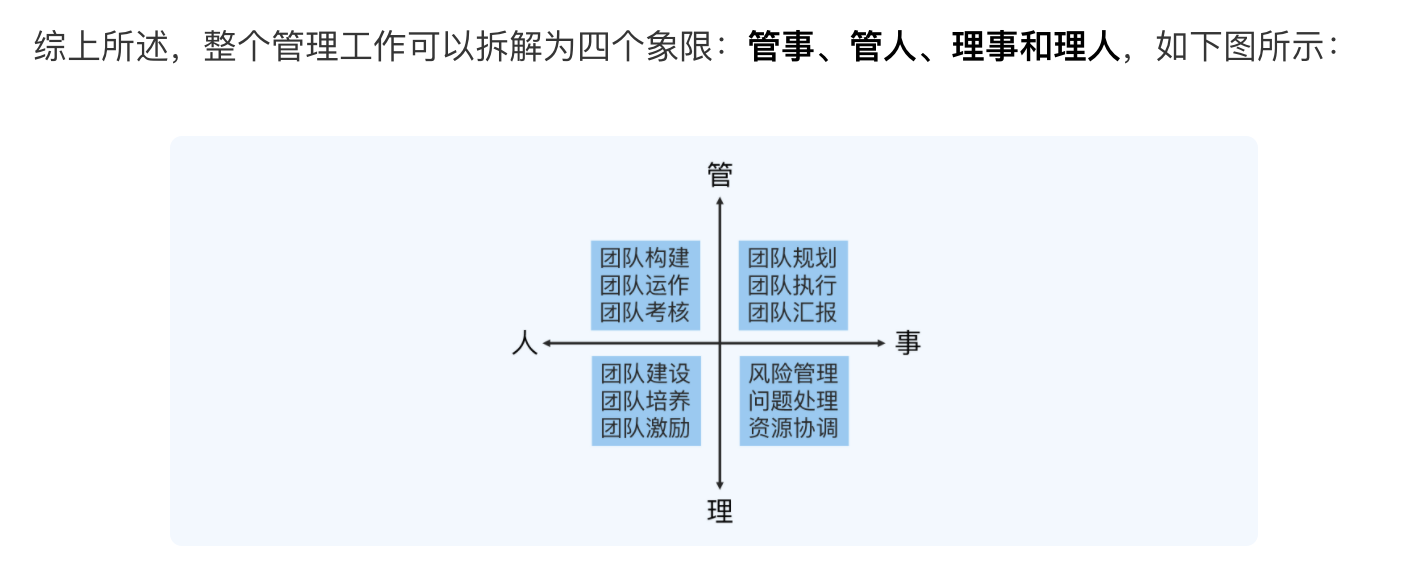 综上所述，整个管理工作可以拆解为四个象限：管事、管人、理事和理人，如下图所示：
管
团队构建
团队运作
团队考核
团队规划
团队执行
团队汇报
人
事
团队建设
团队培养
团队激励
风险管理
问题处理
资源协调
理